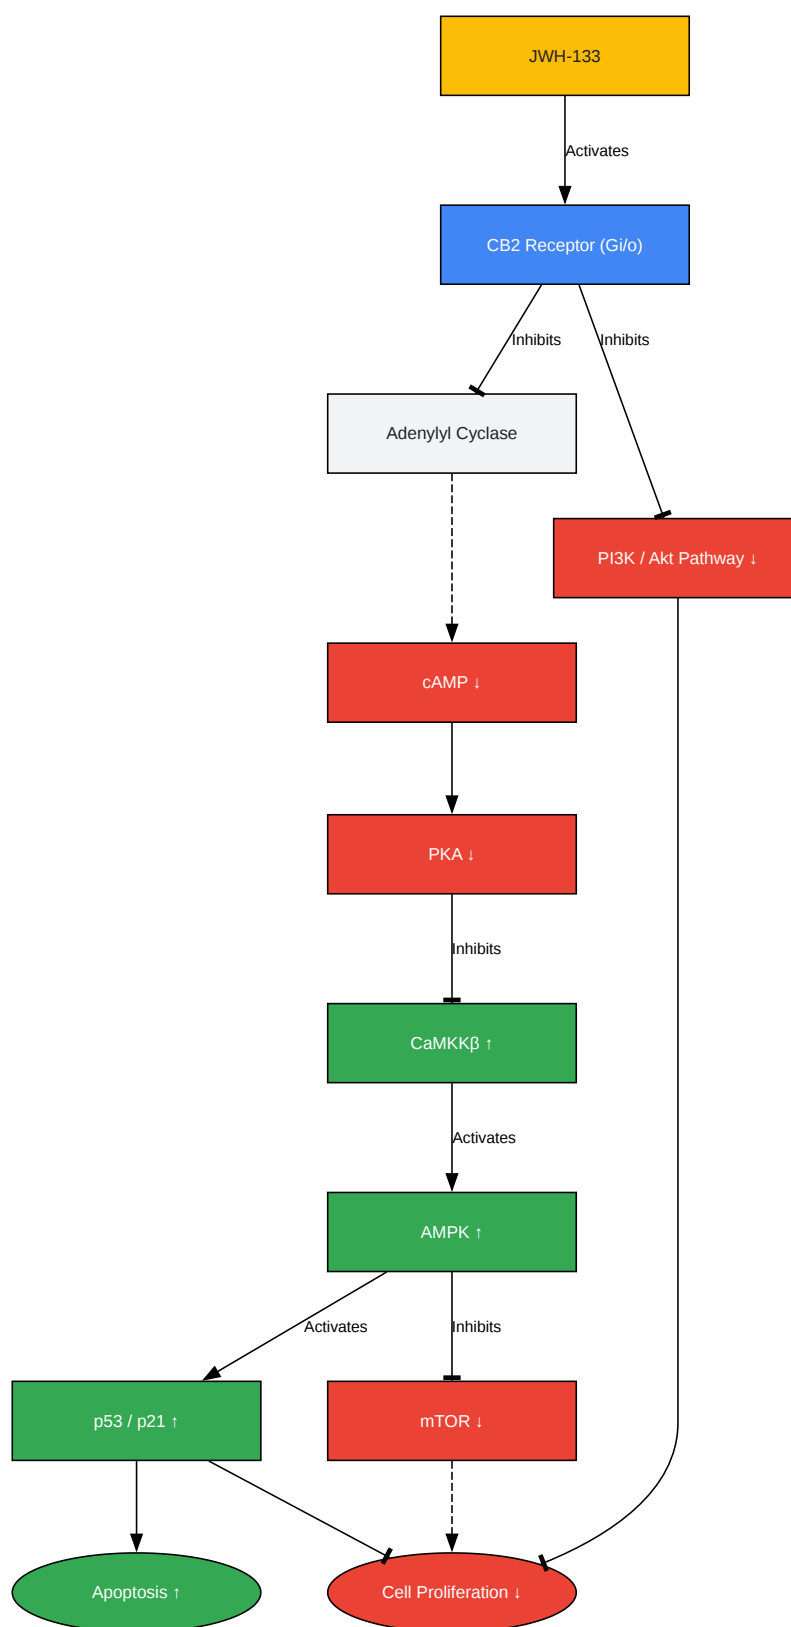 JWH-133
Activates
CB2 Receptor (Gi/o)
Inhibits
Inhibits
Adenylyl Cyclase
PI3K / Akt Pathway ↓
cAMP ↓
PKA ↓
Inhibits
CaMKKβ ↑
Activates
AMPK ↑
Activates
Inhibits
p53 / p21 ↑
mTOR ↓
Apoptosis ↑
Cell Proliferation ↓